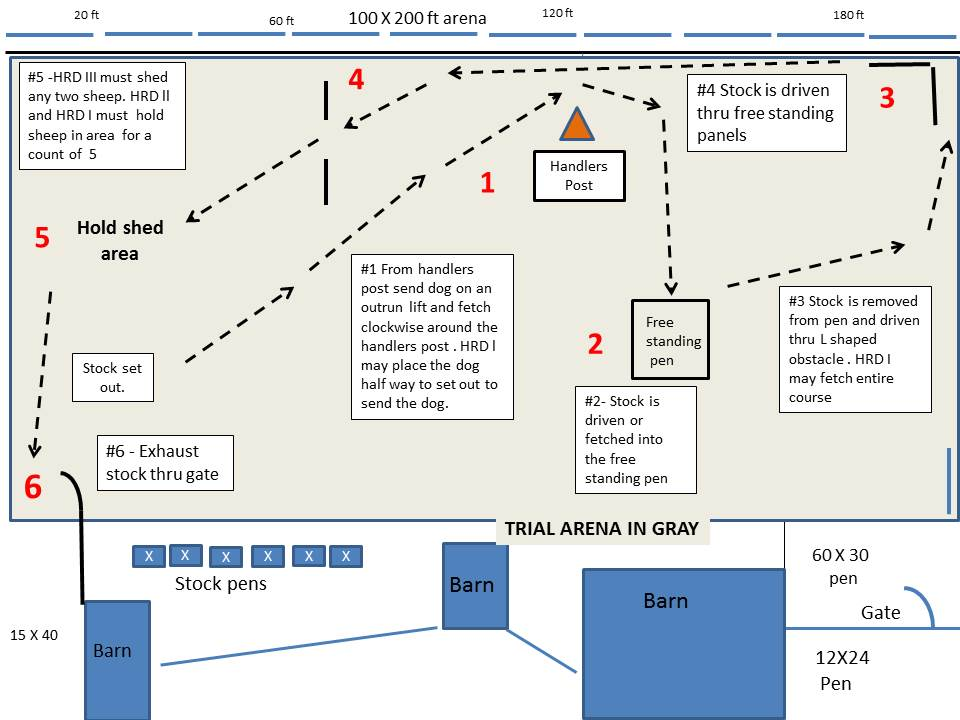 20 ft
60 ft
100 X 200 ft arena
120 ft
180 ft
#5 -HRD III must shed
any two sheep. HRD ll
and HRD I must hold
sheep in area for a
count of 5
4
#4 Stock is driven
thru free standing
panels
3
1
Handlers
Post
5
Hold shed
area
#1 From handlers
post send dog on an
outrun lift and fetch
clockwise around the
handlers post . HRD l
may place the dog
half way to set out to
send the dog.
2
Free
standing
pen
#3 Stock is removed
from pen and driven
thru L shaped
obstacle . HRD I
may fetch entire
course
Stock set
out.
#2- Stock is
driven or
fetched into
the free
standing pen
#6 - Exhaust
stock thru gate
6
TRIAL ARENA IN GRAY
X X X X X X
Stock pens
Barn
Barn
60 X 30
pen
Gate
15 X 40
Barn
12X24
Pen